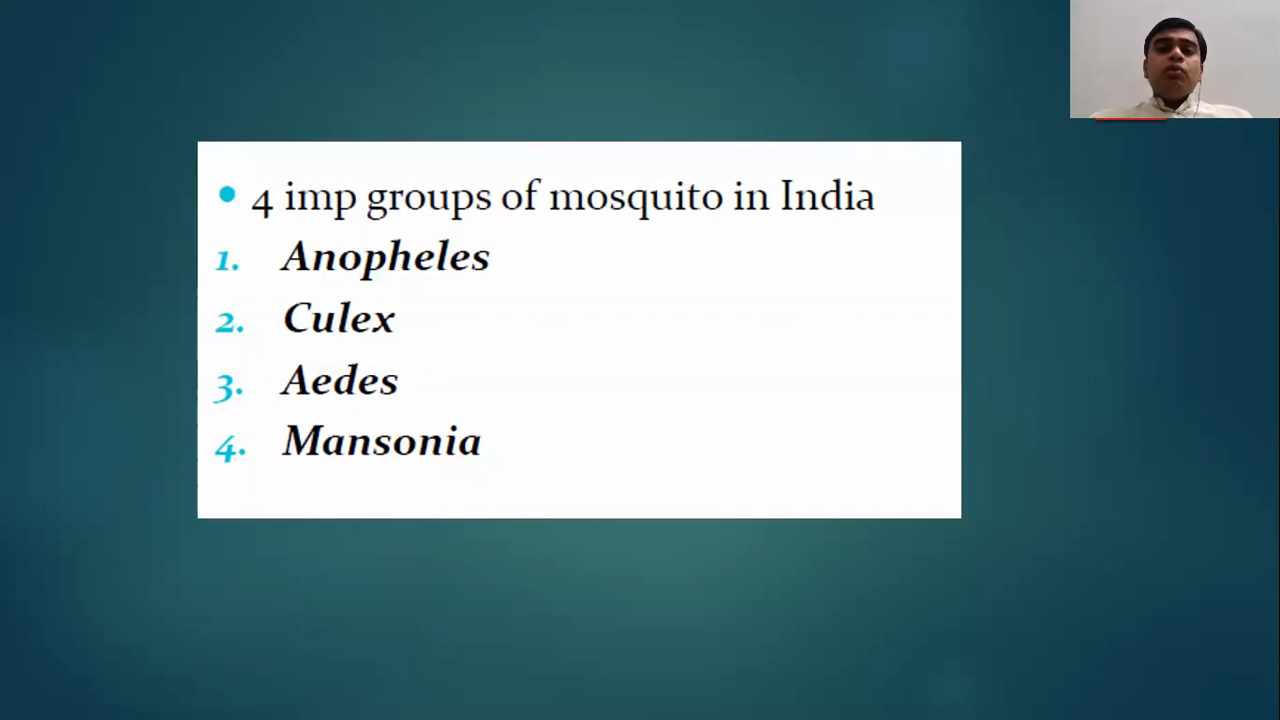 • 4 imp groups of mosquito in India
1. Anopheles
2. Culex
3. Aedes
4. Mansonia